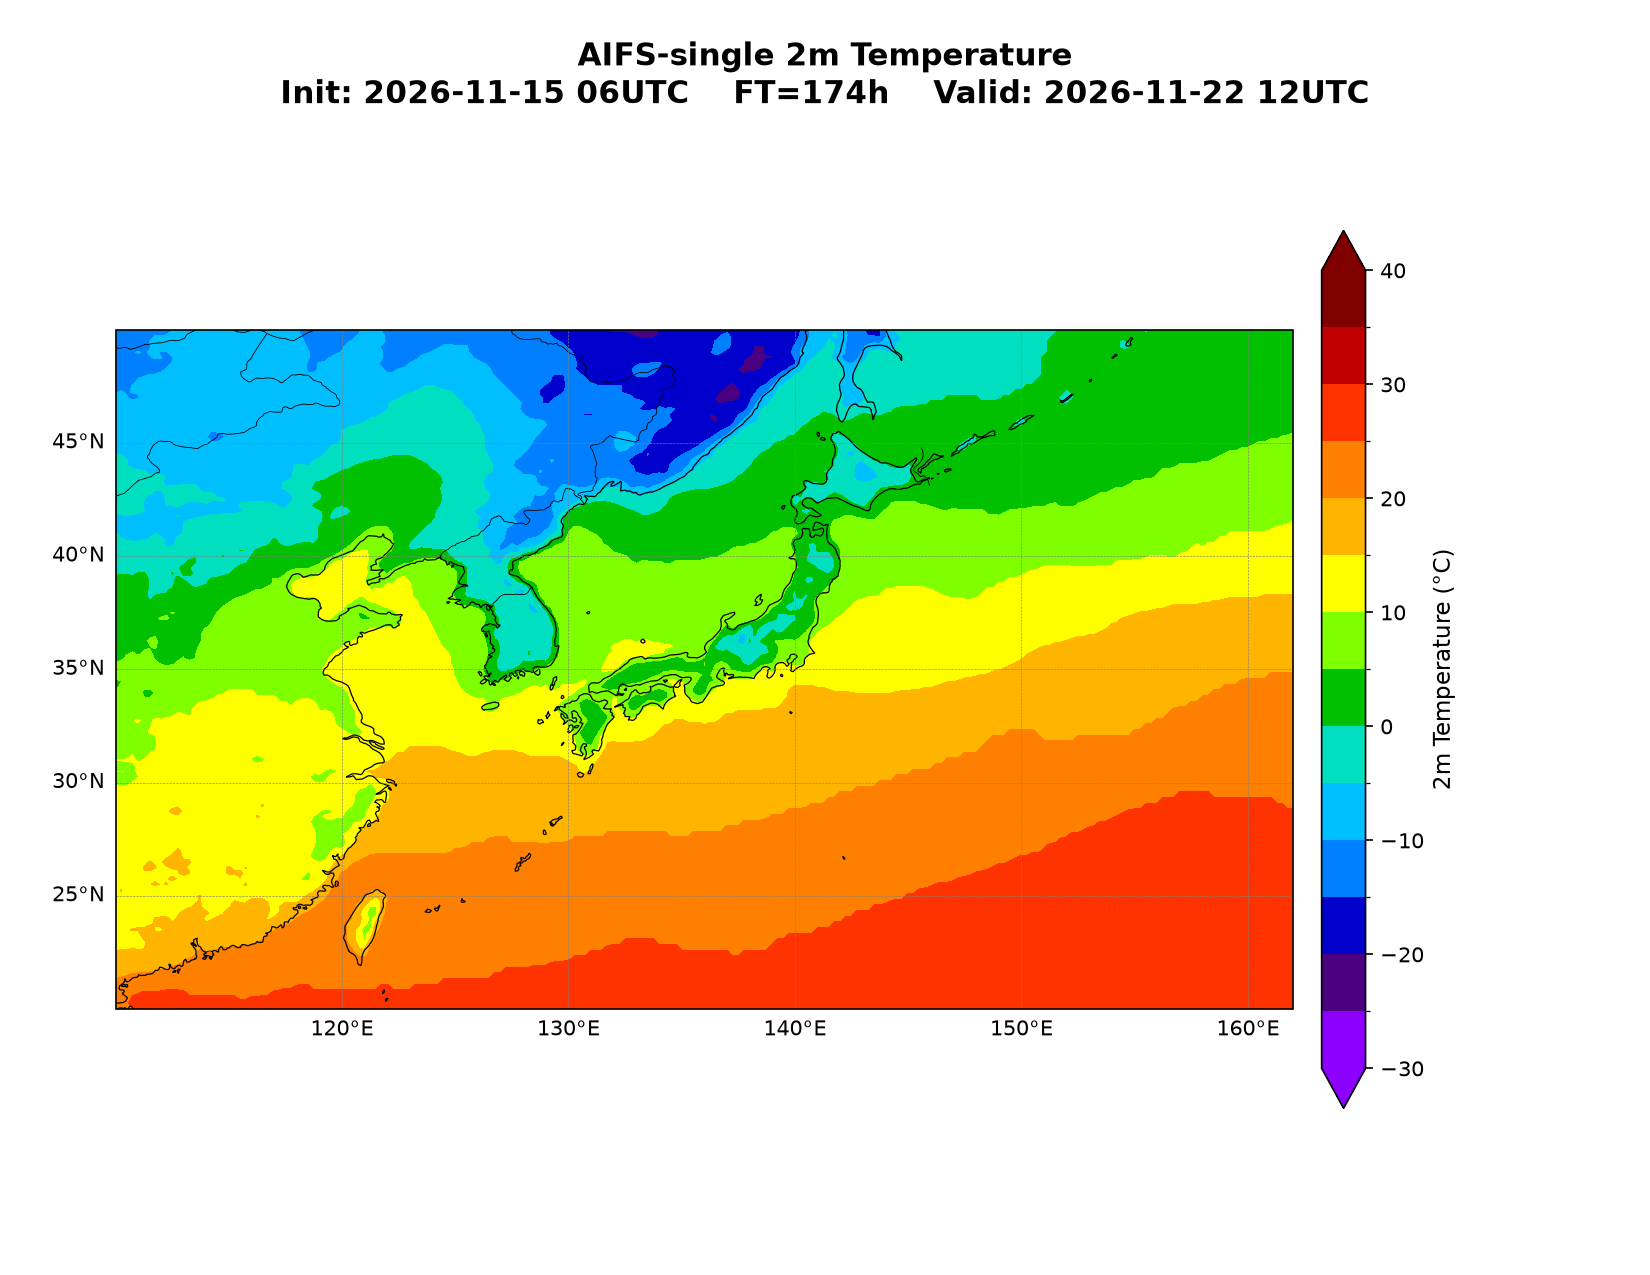 AIFS-single 2m Temperature
Init: 2026-11-15 06UTC    FT=174h    Valid: 2026-11-22 12UTC
40
30
20
10
0
−10
−20
−30
2m Temperature (°C)
45°N
40°N
35°N
30°N
25°N
120°E
130°E
140°E
150°E
160°E